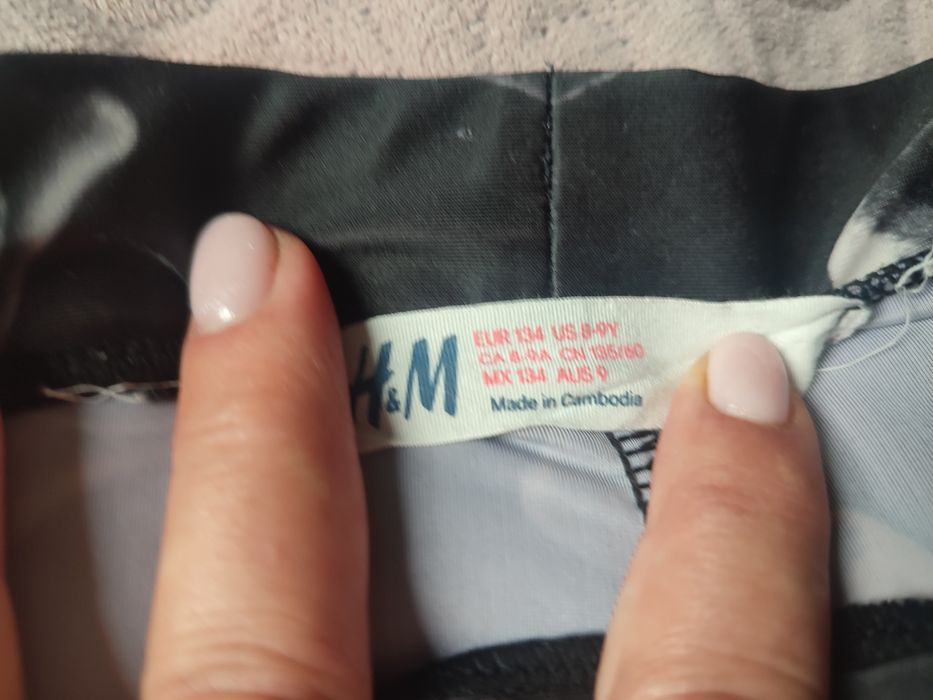 H&M
EUR 134 US 8-9Y
CA 8-9A CN 135/60
MX 134 AUS 9
Made in Cambodia